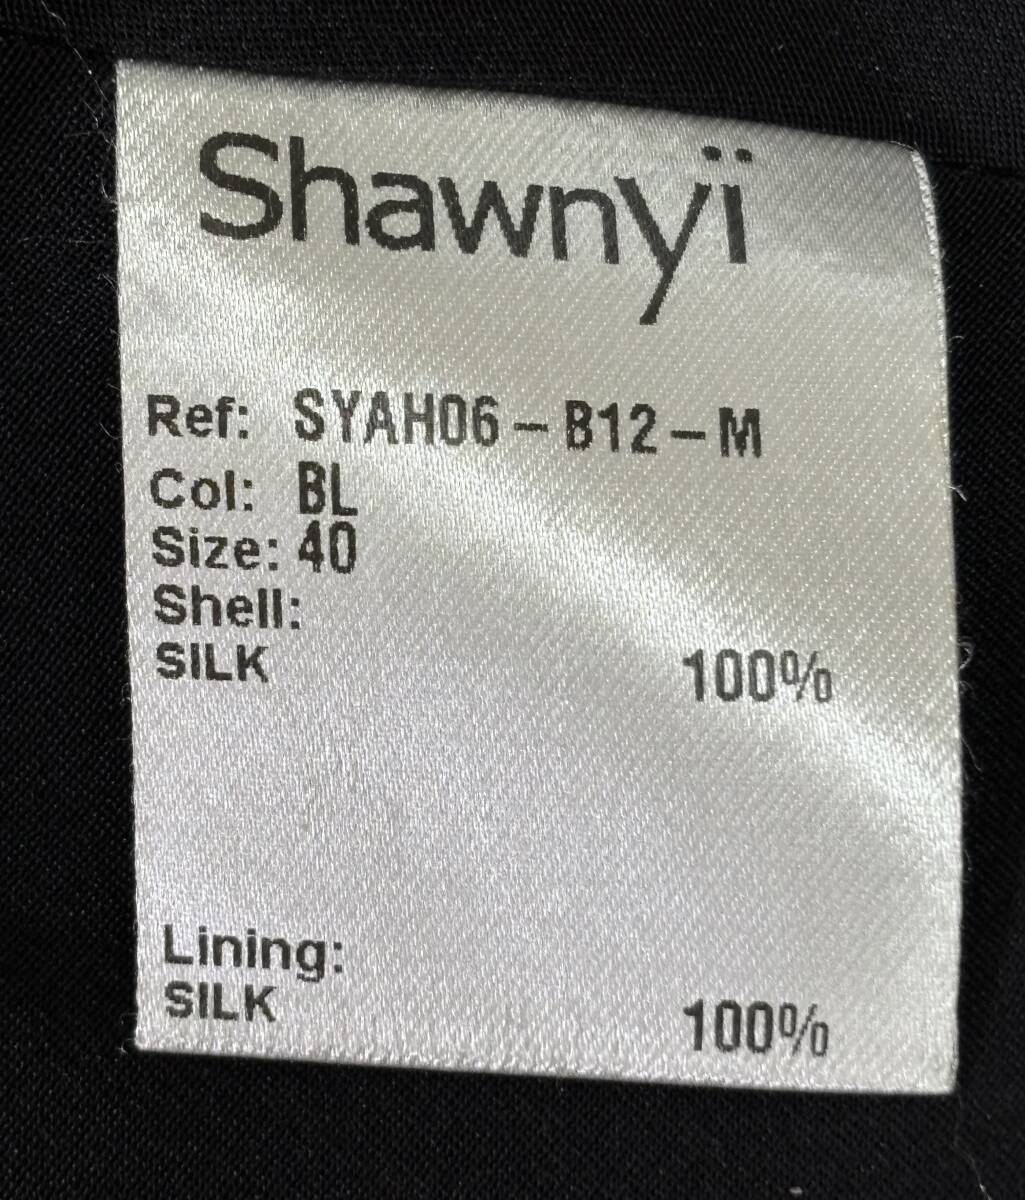 Shawnyï
Ref: SYAH06-B12-M
Col: BL
Size: 40
Shell:
SILK 100%
Lining:
SILK 100%